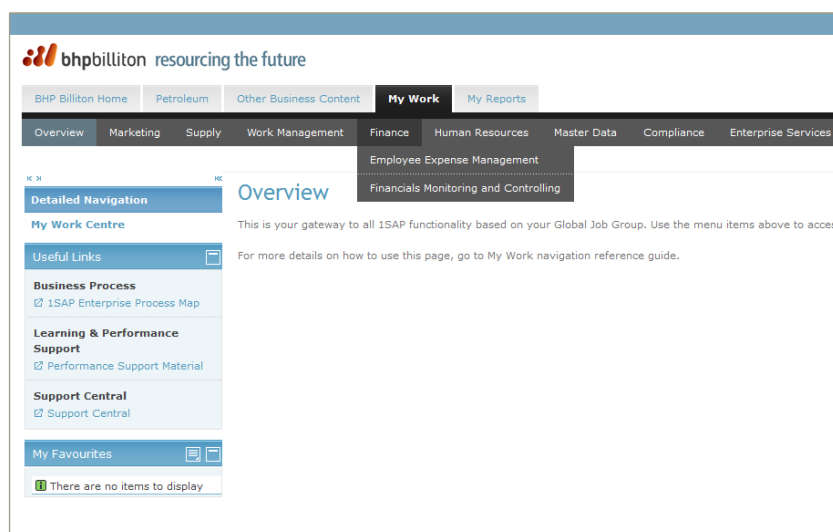 bhpbilliton resourcing the future
BHP Billiton Home Petroleum Other Business Content My Work My Reports
Overview Marketing Supply Work Management Finance Human Resources Master Data Compliance Enterprise Services
Employee Expense Management
Financials Monitoring and Controlling
Detailed Navigation
My Work Centre
Useful Links
Business Process
1SAP Enterprise Process Map
Learning & Performance
Support
Performance Support Material
Support Central
Support Central
My Favourites
There are no items to display
Overview
This is your gateway to all 1SAP functionality based on your Global Job Group. Use the menu items above to acce
For more details on how to use this page, go to My Work navigation reference guide.